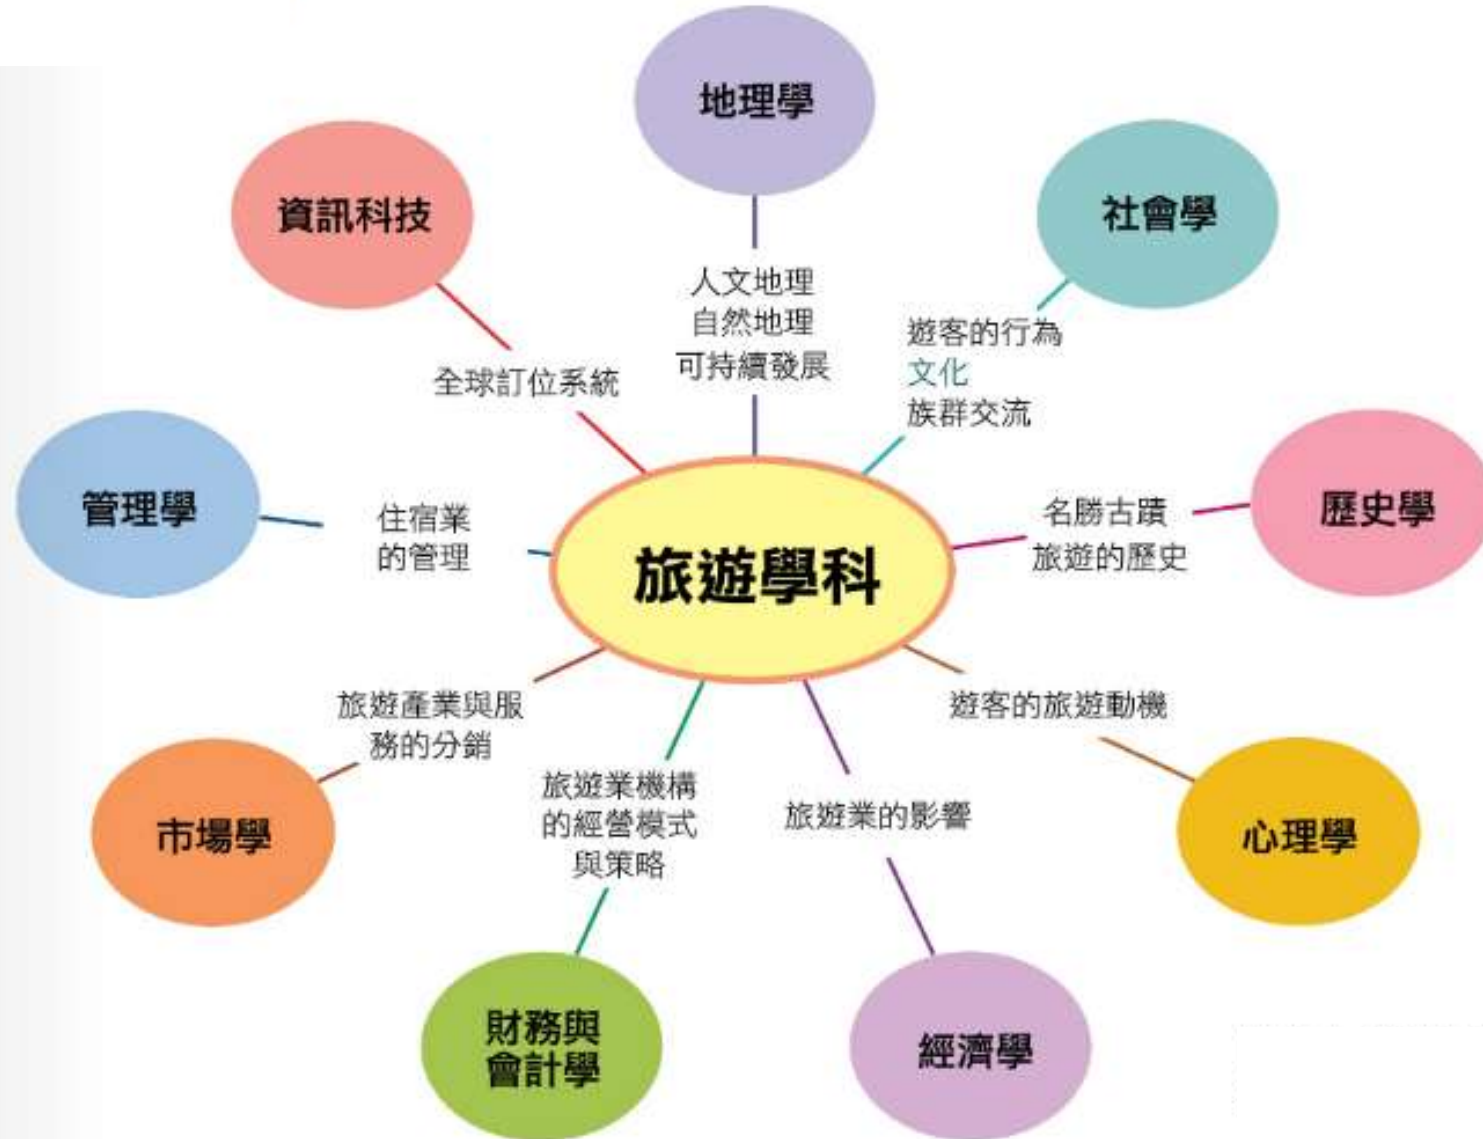 地理學
人文地理
自然地理
可持續發展
社會學
遊客的行為
文化
族群交流
歷史學
名勝古蹟
旅遊的歷史
心理學
遊客的旅遊動機
經濟學
旅遊業的影響
財務與
會計學
旅遊業機構
的經營模式
與策略
市場學
旅遊產業與服
務的分銷
管理學
住宿業
的管理
資訊科技
全球訂位系統
旅遊學科